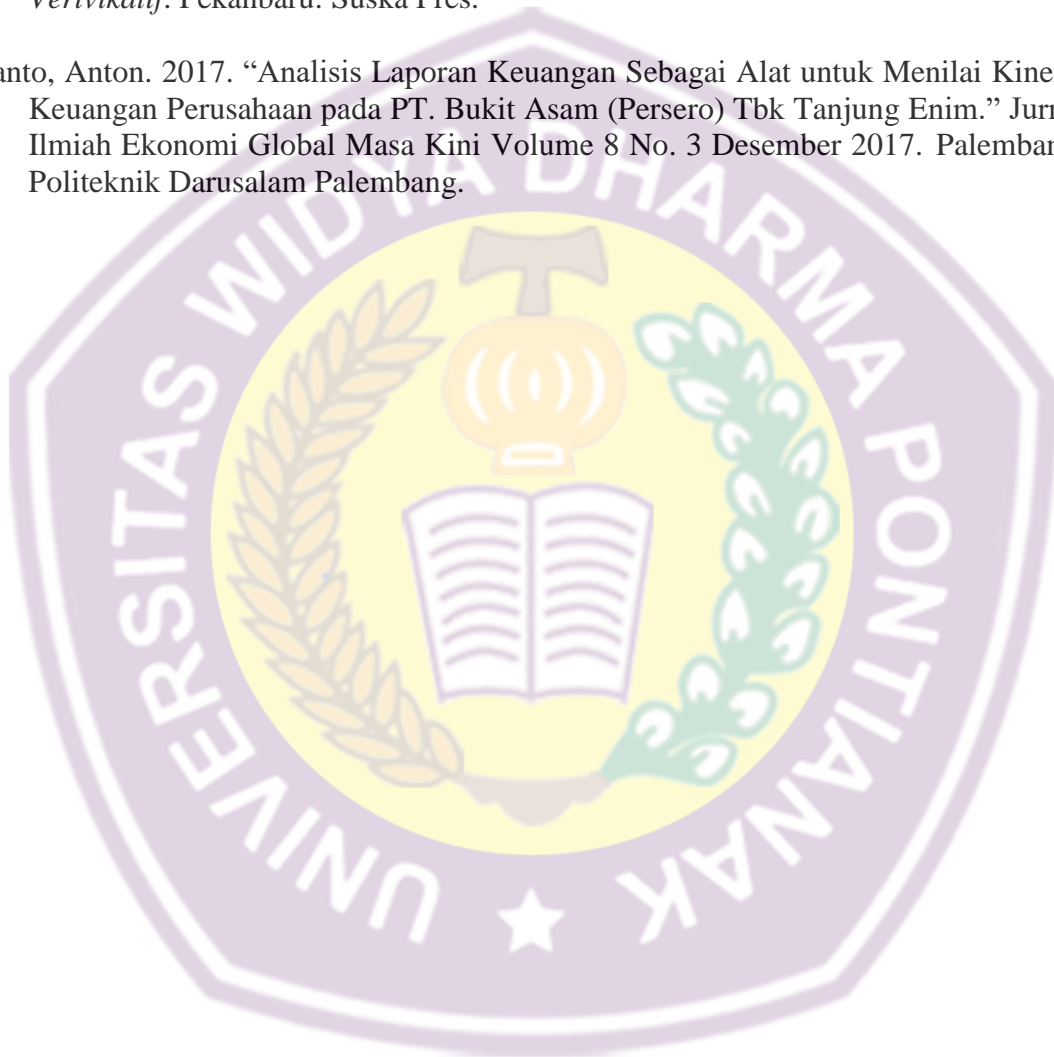 Verivikatif. Pekanbaru: Suska Pres.
anto, Anton. 2017. “Analisis Laporan Keuangan Sebagai Alat untuk Menilai Kine
Keuangan Perusahaan pada PT. Bukit Asam (Persero) Tbk Tanjung Enim.” Jur
Ilmiah Ekonomi Global Masa Kini Volume 8 No. 3 Desember 2017. Palemban
Politeknik Darusalam Palembang.
UNIVERSITAS WIDYA DHARMA PONTIANAK